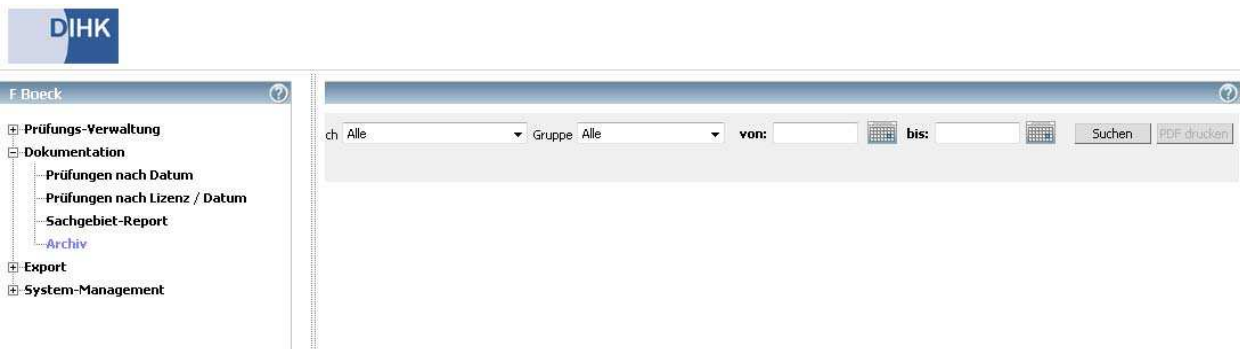 DIHK
F Boeck
Prüfungs-Verwaltung
Dokumentation
Prüfungen nach Datum
Prüfungen nach Lizenz / Datum
Sachgebiet-Report
Archiv
Export
System-Management
ch Alle Gruppe Alle von: bis: Suchen PDF drucken